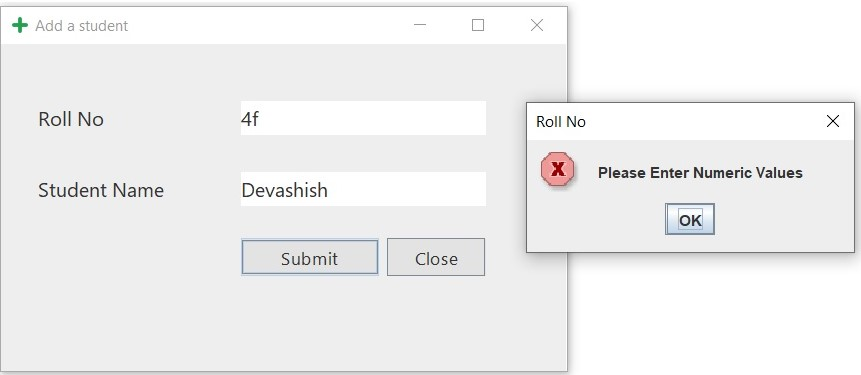 Add a student
Roll No 4f
Student Name Devashish
Submit Close
Roll No
Please Enter Numeric Values
OK